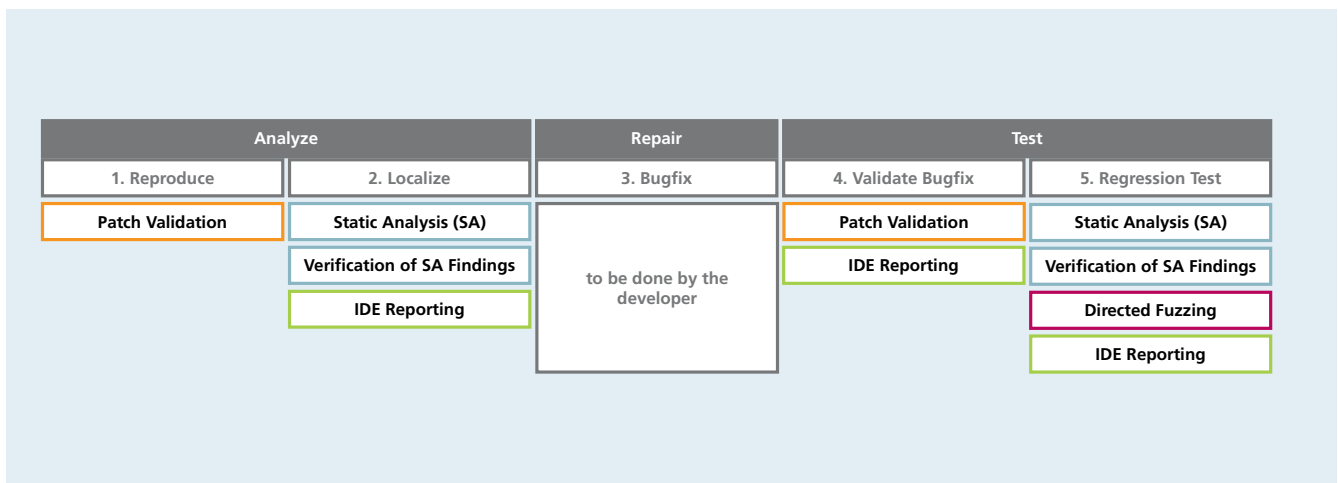 Analyze
Repair
Test
1. Reproduce
2. Localize
3. Bugfix
4. Validate Bugfix
5. Regression Test
Patch Validation
Static Analysis (SA)
Verification of SA Findings
IDE Reporting
to be done by the
developer
Patch Validation
IDE Reporting
Static Analysis (SA)
Verification of SA Findings
Directed Fuzzing
IDE Reporting